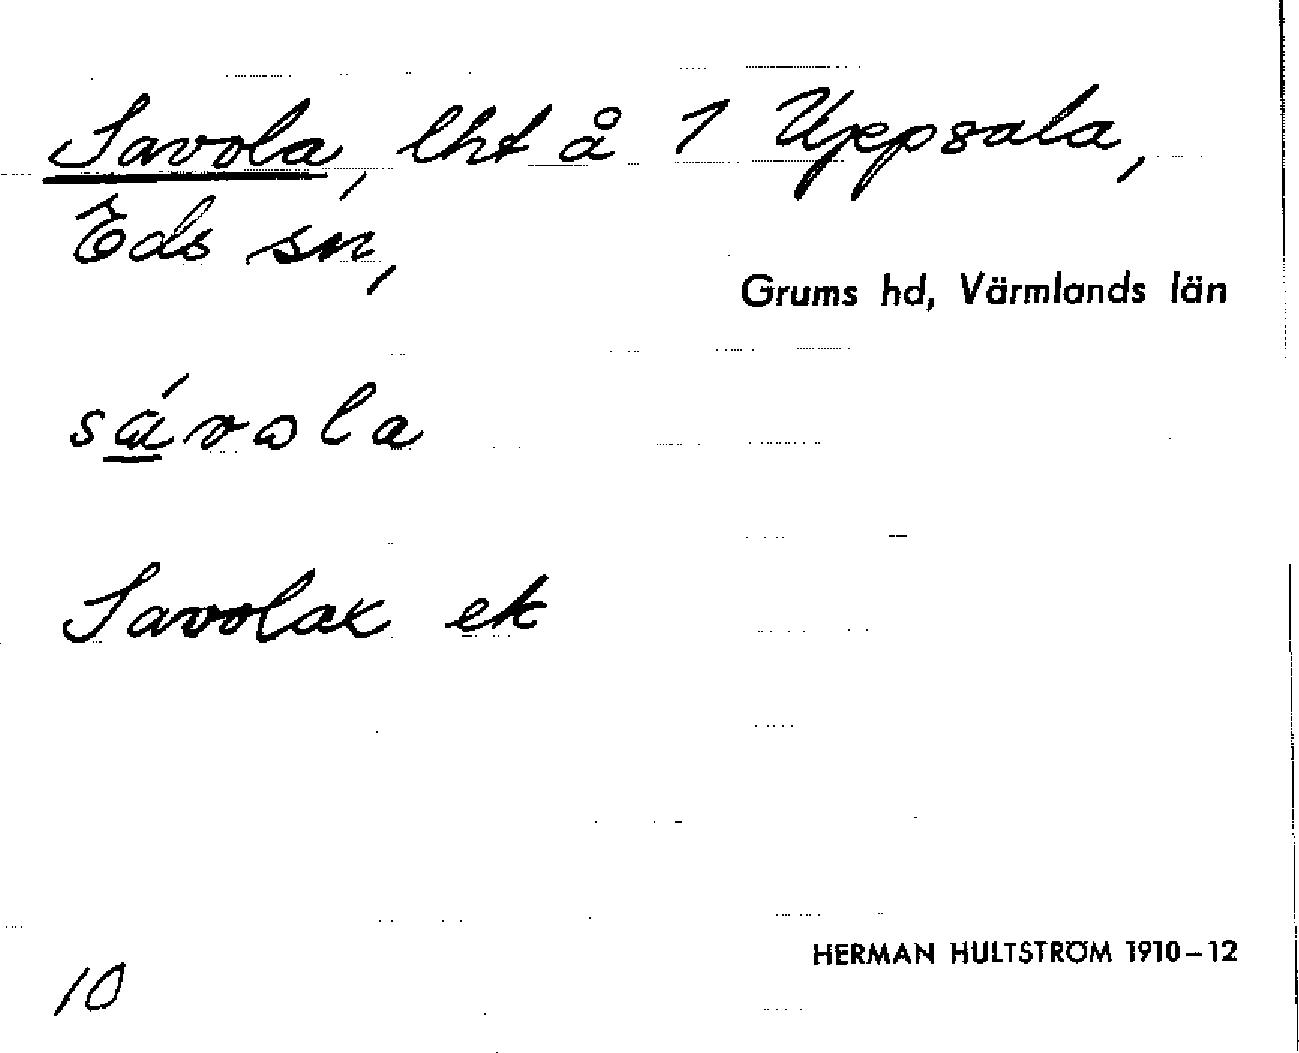 Savola, lht å 1 Uppsala,
Eds sn,
Grums hd, Värmlands län
sávola
Savolax ek
HERMAN HULTSTRÖM 1910–12
10